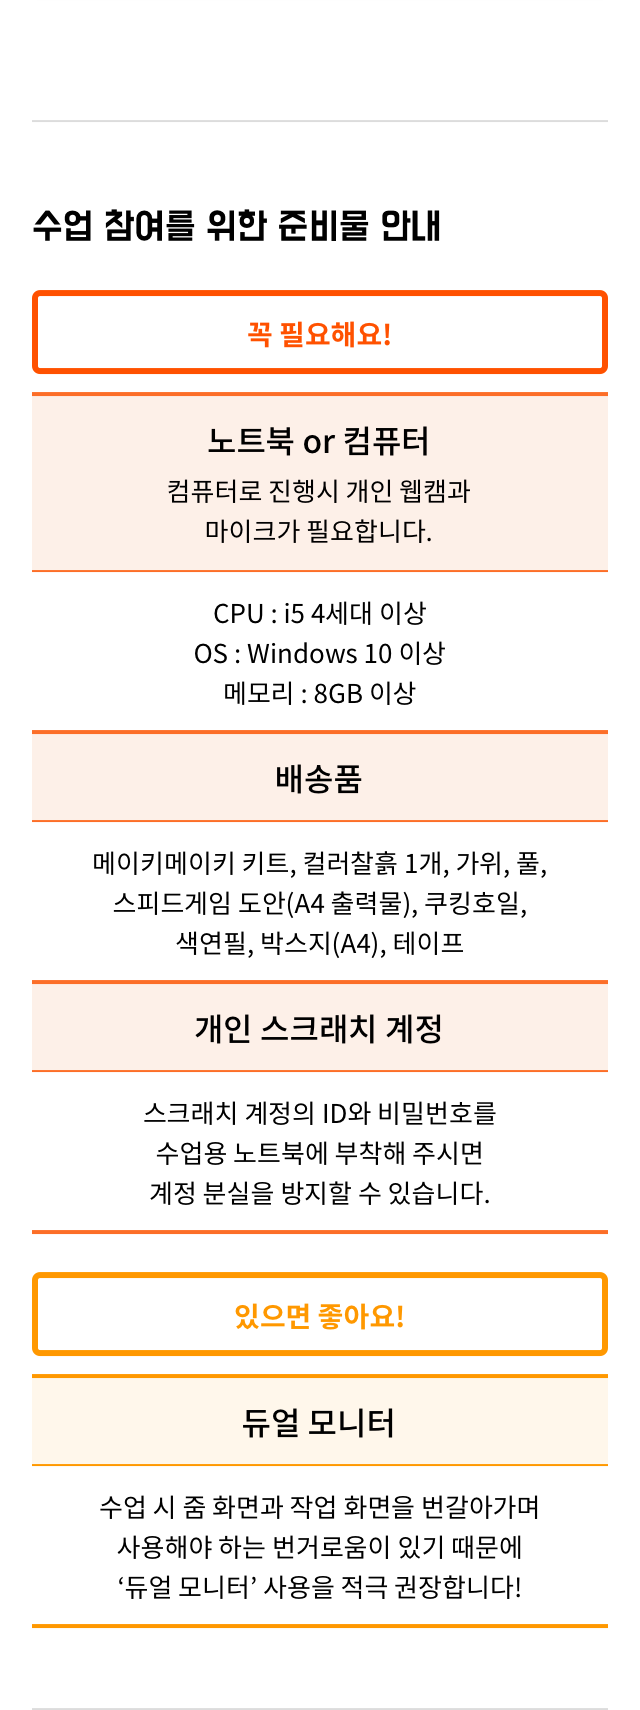 수업 참여를 위한 준비물 안내
꼭 필요해요!
노트북 or 컴퓨터
컴퓨터로 진행시 개인 웹캠과
마이크가 필요합니다.
CPU : i5 4세대 이상
OS : Windows 10 이상
메모리 : 8GB 이상
배송품
메이키메이키 키트, 컬러찰흙 1개, 가위, 풀,
스피드게임 도안(A4 출력물), 쿠킹호일,
색연필, 박스지(A4), 테이프
개인 스크래치 계정
스크래치 계정의 ID와 비밀번호를
수업용 노트북에 부착해 주시면
계정 분실을 방지할 수 있습니다.
있으면 좋아요!
듀얼 모니터
수업 시 줌 화면과 작업 화면을 번갈아가며
사용해야 하는 번거로움이 있기 때문에
‘듀얼 모니터’ 사용을 적극 권장합니다!